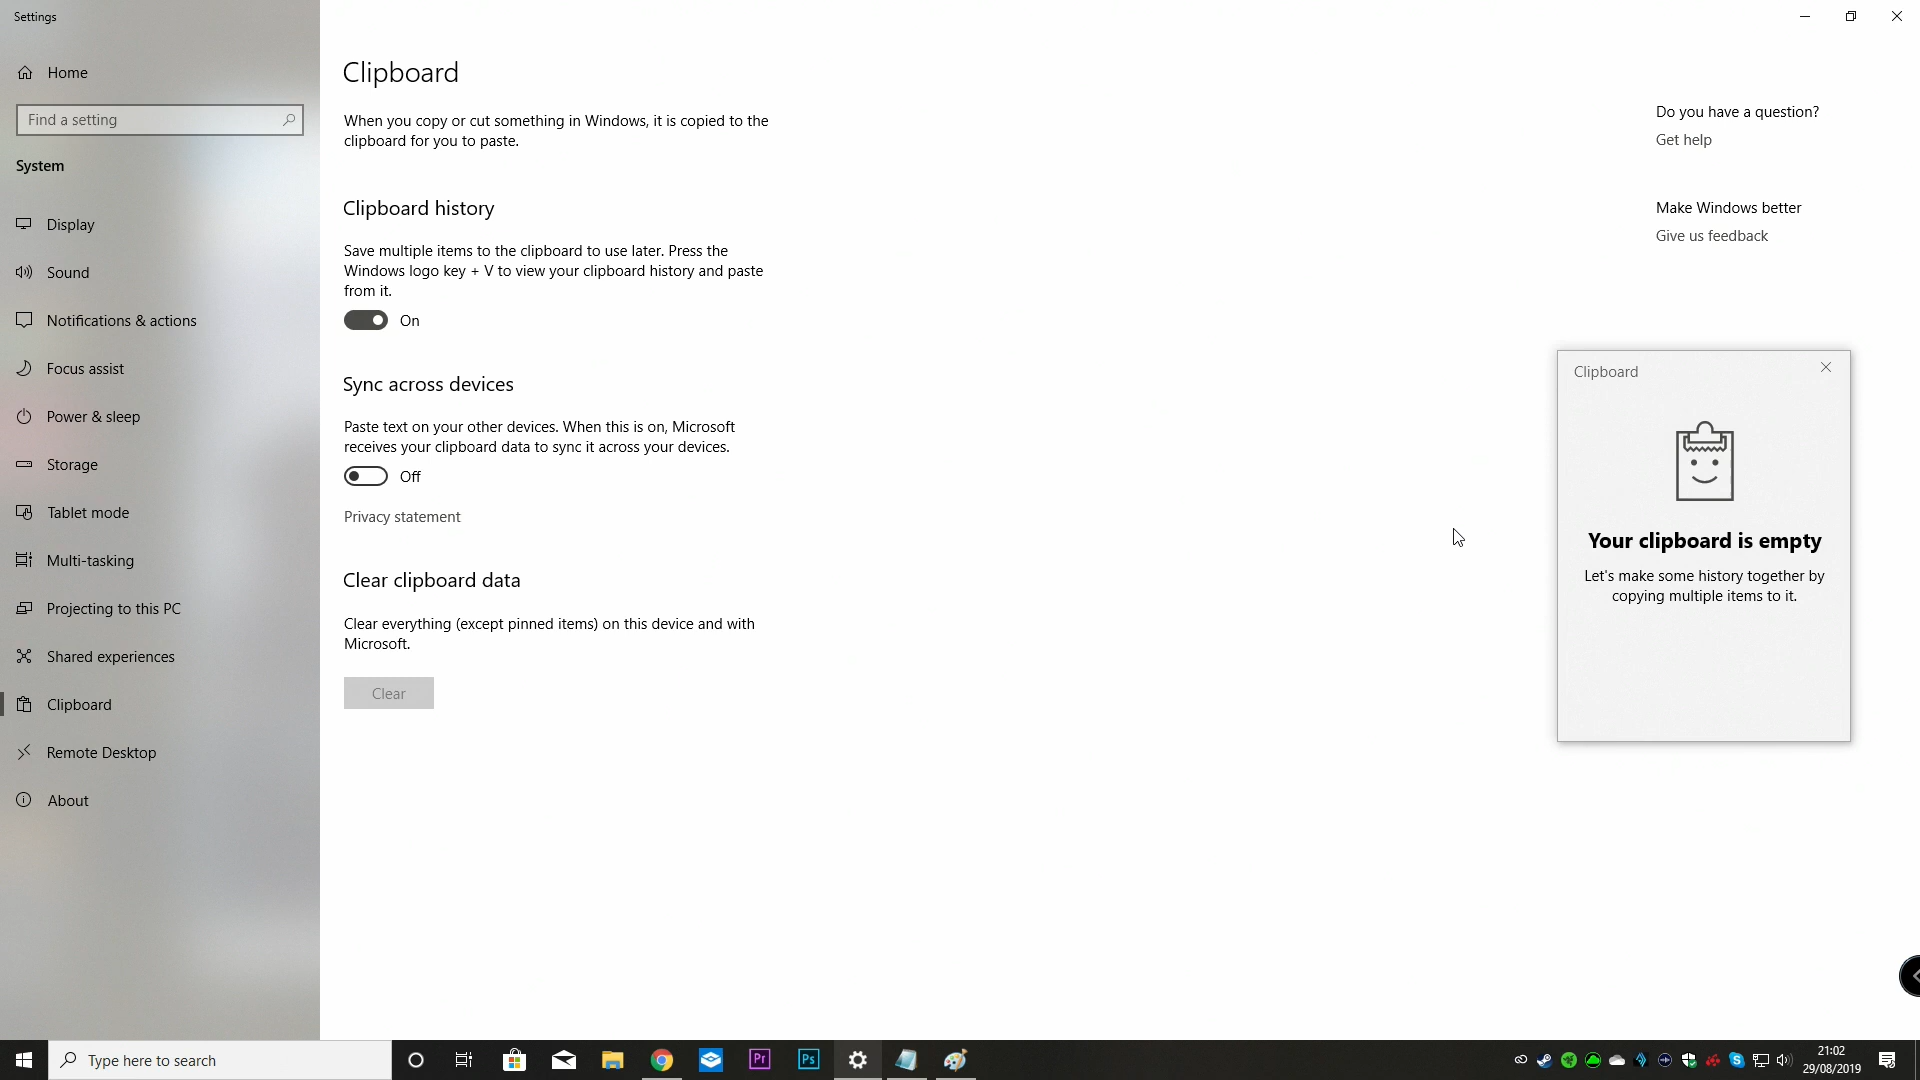 Settings
Home
Find a setting
System
Display
Sound
Notifications & actions
Focus assist
Power & sleep
Storage
Tablet mode
Multi-tasking
Projecting to this PC
Shared experiences
Clipboard
Remote Desktop
About
Clipboard
When you copy or cut something in Windows, it is copied to the
clipboard for you to paste.
Clipboard history
Save multiple items to the clipboard to use later. Press the
Windows logo key + V to view your clipboard history and paste
from it.
On
Sync across devices
Paste text on your other devices. When this is on, Microsoft
receives your clipboard data to sync it across your devices.
Off
Privacy statement
Clear clipboard data
Clear everything (except pinned items) on this device and with
Microsoft.
Clear
Do you have a question?
Get help
Make Windows better
Give us feedback
Clipboard
Your clipboard is empty
Let's make some history together by
copying multiple items to it.
Type here to search
Pr
Ps
21:02
29/08/2019